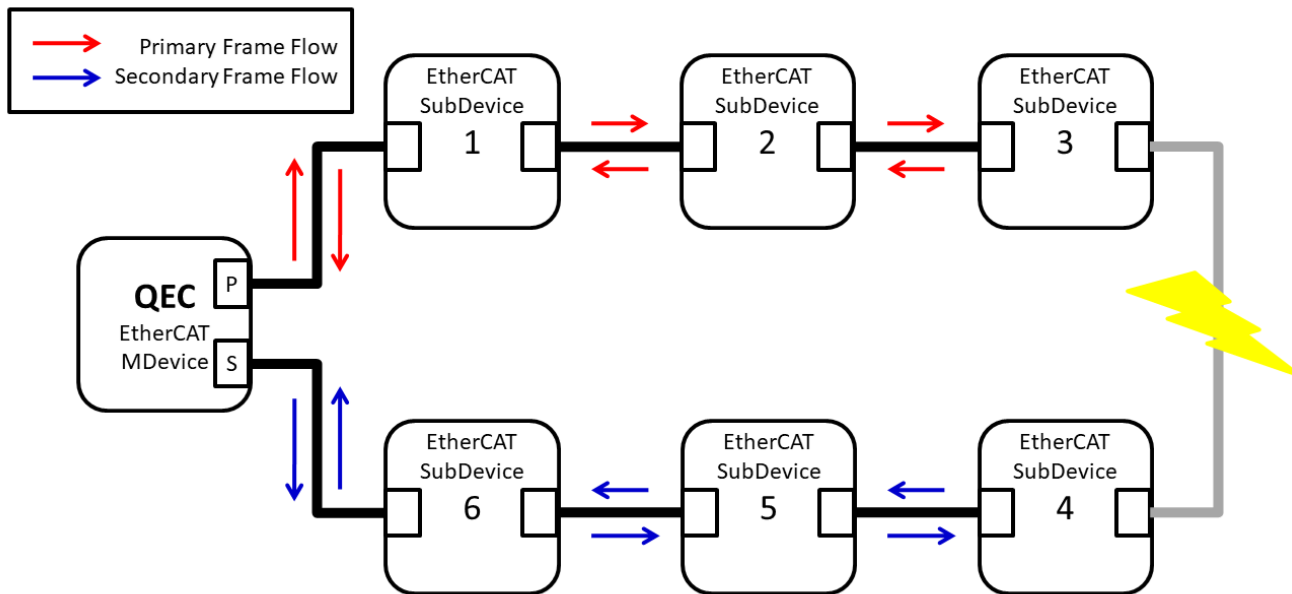 Primary Frame Flow
Secondary Frame Flow
EtherCAT
SubDevice
1
EtherCAT
SubDevice
2
EtherCAT
SubDevice
3
QEC
EtherCAT
MDevice
P
S
EtherCAT
SubDevice
6
EtherCAT
SubDevice
5
EtherCAT
SubDevice
4